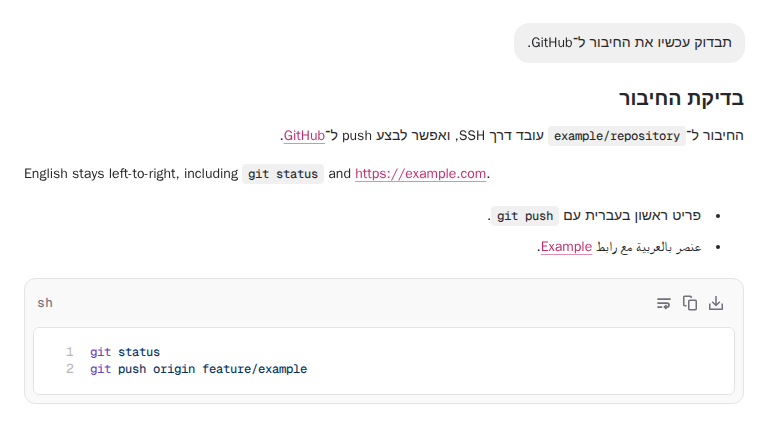 תבדוק עכשיו את החיבור ל־GitHub.
בדיקת החיבור
החיבור ל־example/repository עובד דרך SSH, ואפשר לבצע push ל־GitHub.
English stays left-to-right, including git status and https://example.com.
• פריט ראשון בעברית עם git push.
• عنصر بالعربية مع رابط Example.
sh
1 git status
2 git push origin feature/example